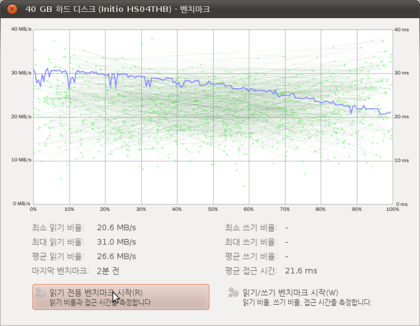 40 GB 하드 디스크 (Initio HS04THB) - 벤치마크
40 MB/s
40 ms
30 MB/s
30 ms
20 MB/s
20 ms
10 MB/s
10 ms
0 MB/s
0 ms
0% 10% 20% 30% 40% 50% 60% 70% 80% 90% 100%
최소 읽기 비율: 20.6 MB/s 최소 쓰기 비율: -
최대 읽기 비율: 31.0 MB/s 최대 쓰기 비율: -
평균 읽기 비율: 26.6 MB/s 평균 쓰기 비율: -
마지막 벤치마크: 2분 전 평균 접근 시간: 21.6 ms
읽기 전용 벤치마크 시작(R) 읽기/쓰기 벤치마크 시작(W)
읽기 비율과 접근 시간을 측정합니다 읽기 비율, 쓰기 비율, 접근 시간을 측정합니다.